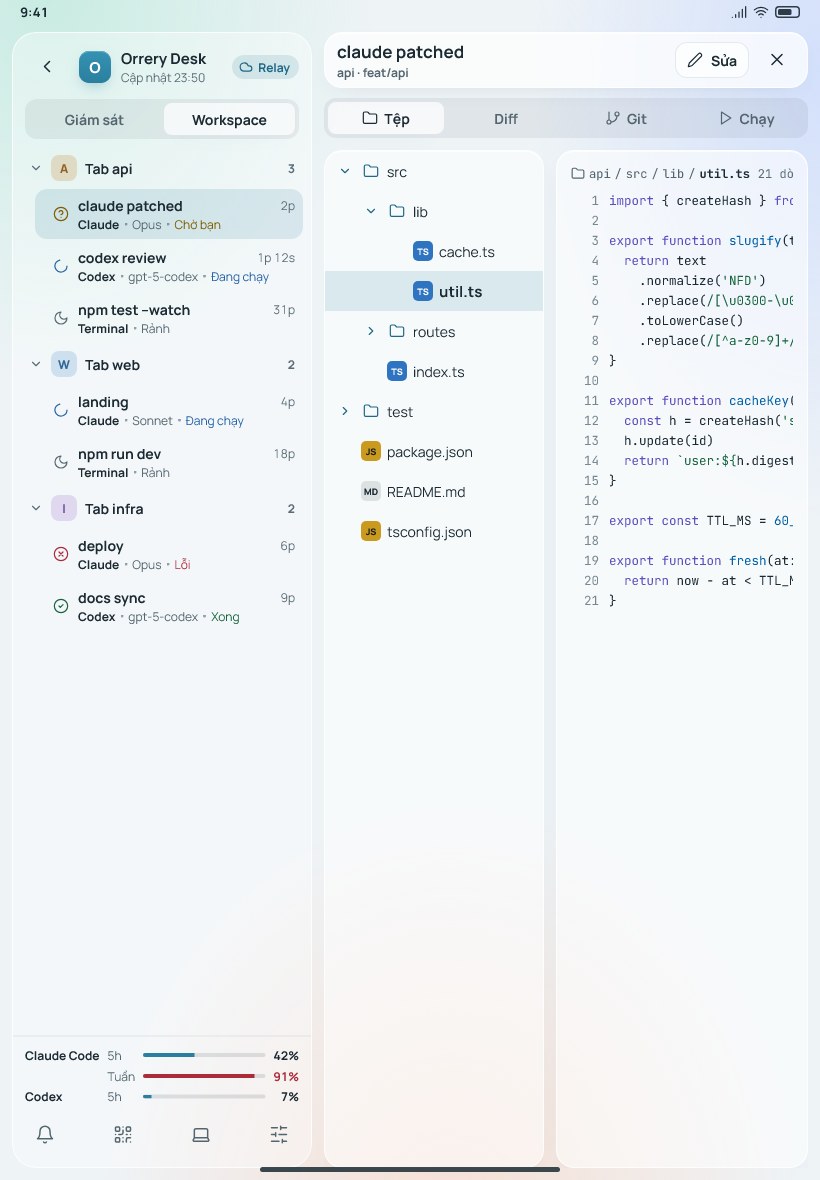 9:41
O
Orrery Desk
Cập nhật 23:50
Relay
Giám sát
Workspace
A
Tab api
3
claude patched
2p
Claude • Opus • Chờ bạn
codex review
1p 12s
Codex • gpt-5-codex • Đang chạy
npm test –watch
31p
Terminal • Rảnh
W
Tab web
2
landing
4p
Claude • Sonnet • Đang chạy
npm run dev
18p
Terminal • Rảnh
I
Tab infra
2
deploy
6p
Claude • Opus • Lỗi
docs sync
9p
Codex • gpt-5-codex • Xong
Claude Code 5h 42%
Tuần 91%
Codex 5h 7%
claude patched
api · feat/api
Sửa
Tệp
Diff
Git
Chạy
src
lib
TS cache.ts
TS util.ts
routes
TS index.ts
test
JS package.json
MD README.md
JS tsconfig.json
api / src / lib / util.ts 21 dò
1 import { createHash } fro
2
3 export function slugify(t
4 return text
5 .normalize('NFD')
6 .replace(/[\u0300-\u0
7 .toLowerCase()
8 .replace(/[^a-z0-9]+/
9 }
10
11 export function cacheKey(
12 const h = createHash('s
13 h.update(id)
14 return `user:${h.digest
15 }
16
17 export const TTL_MS = 60_
18
19 export function fresh(at:
20 return now - at < TTL_M
21 }